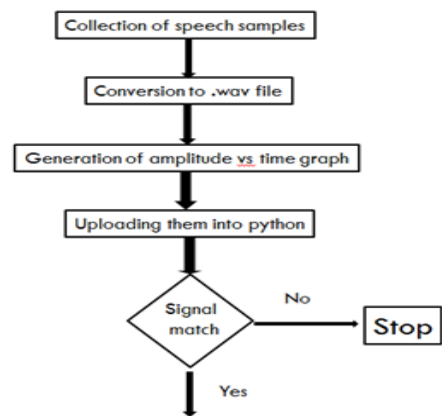 Collection of speech samples
Conversion to .wav file
Generation of amplitude vs time graph
Uploading them into python
Signal
match
No
Stop
Yes